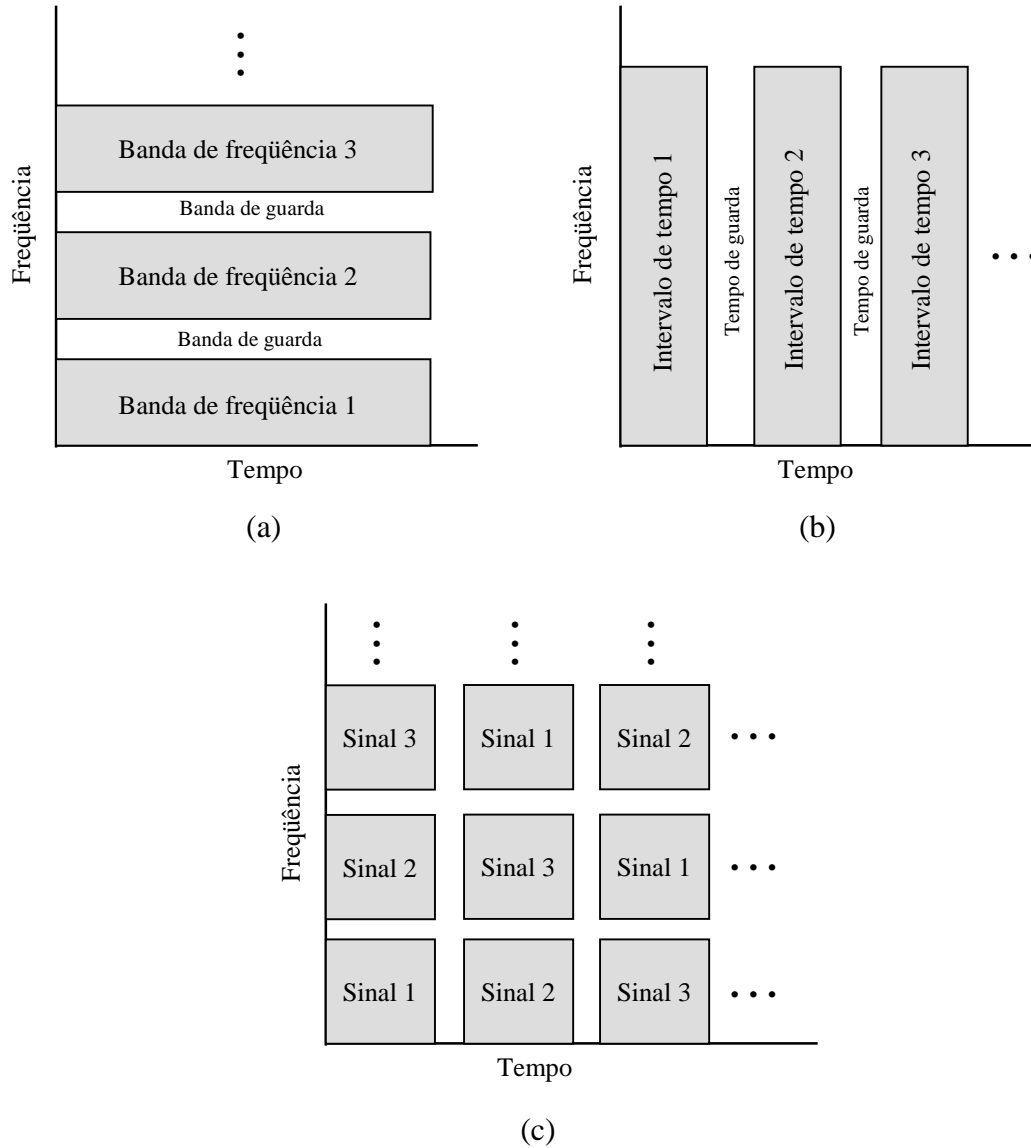 Freqüência
Banda de freqüência 3
Banda de guarda
Banda de freqüência 2
Banda de guarda
Banda de freqüência 1
Tempo
(a)
Freqüência
Intervalo de tempo 1
Tempo de guarda
Intervalo de tempo 2
Tempo de guarda
Intervalo de tempo 3
Tempo
(b)
Freqüência
Sinal 3 Sinal 1 Sinal 2
Sinal 2 Sinal 3 Sinal 1
Sinal 1 Sinal 2 Sinal 3
Tempo
(c)